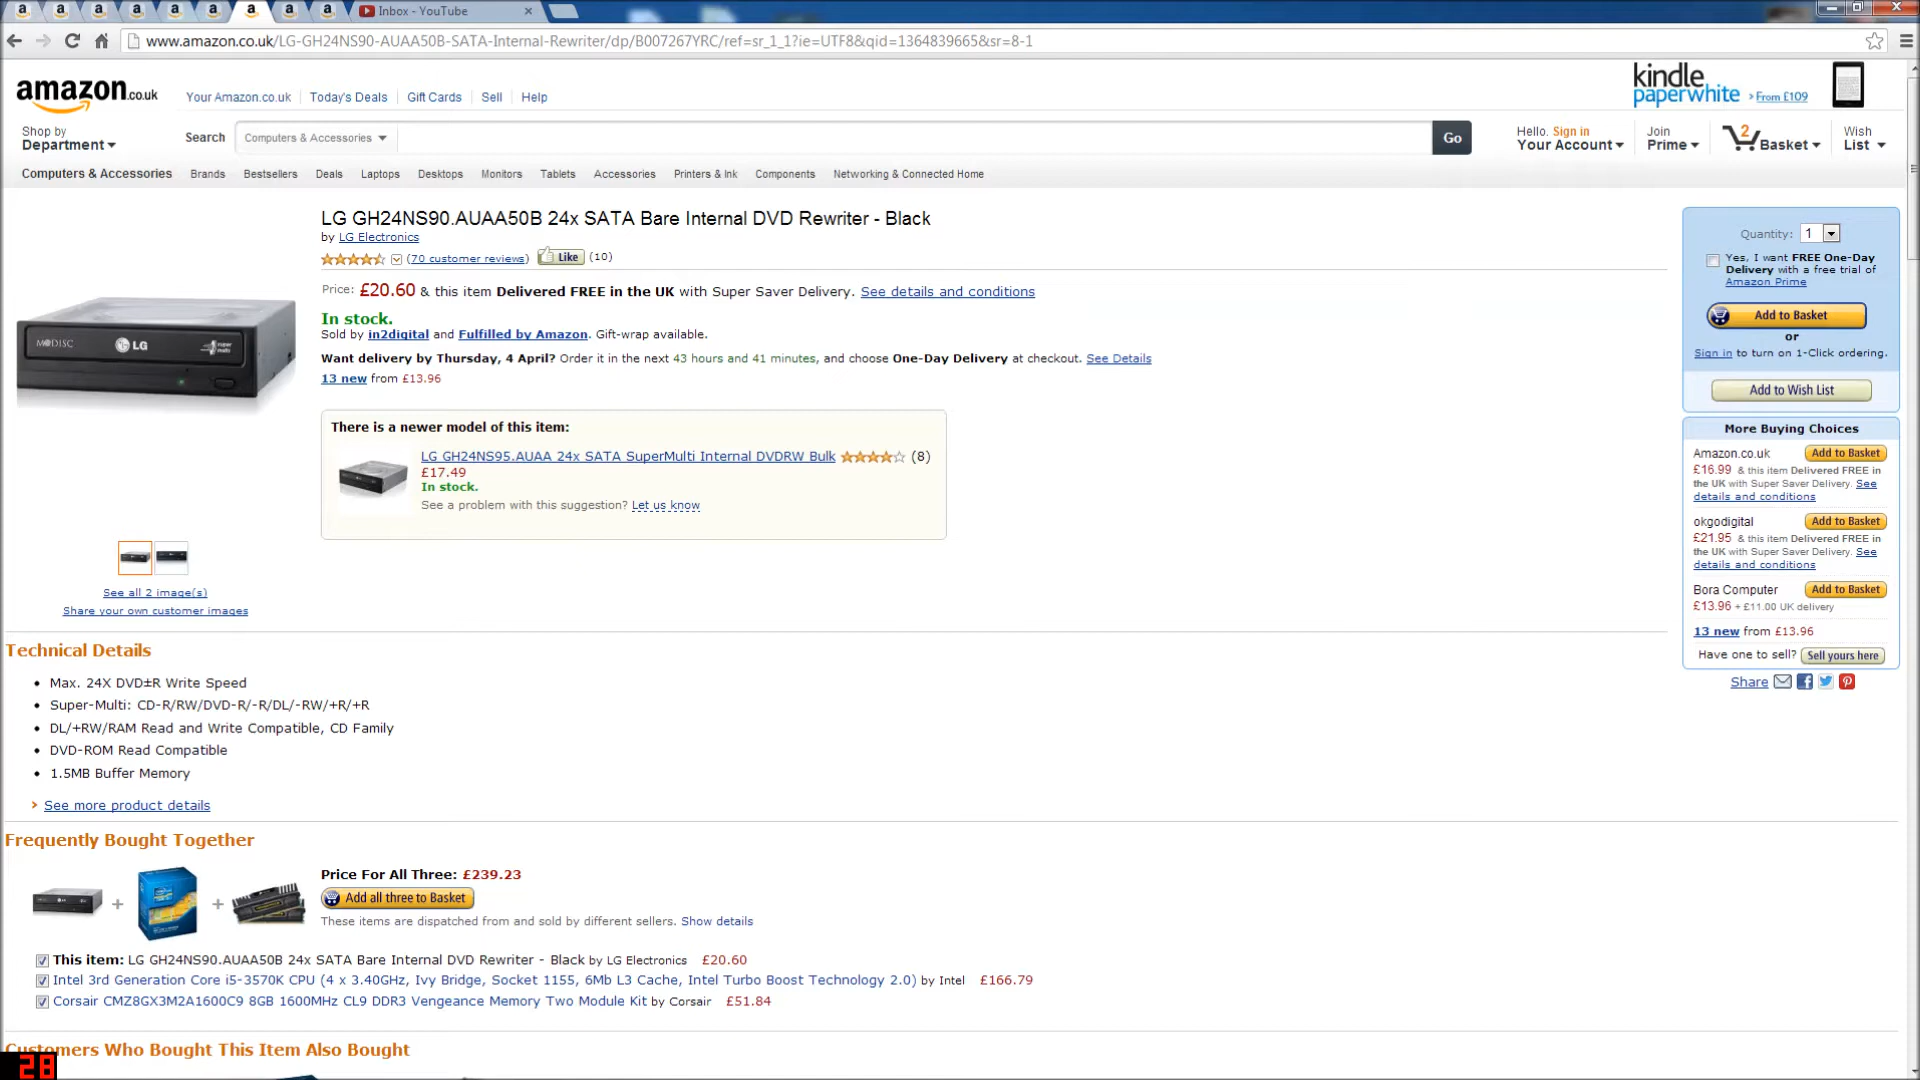 Inbox - YouTube
www.amazon.co.uk/LG-GH24NS90-AUAA50B-SATA-Internal-Rewriter/dp/B007267YRC/ref=sr_1_1?ie=UTF8&qid=1364839665&sr=8-1
amazon.co.uk
Your Amazon.co.uk Today's Deals Gift Cards Sell Help
kindle
paperwhite > From £109
Shop by
Department
Search Computers & Accessories Go
Hello. Sign in
Your Account
Join
Prime
2 Basket
Wish
List
Computers & Accessories Brands Bestsellers Deals Laptops Desktops Monitors Tablets Accessories Printers & Ink Components Networking & Connected Home
LG GH24NS90.AUAA50B 24x SATA Bare Internal DVD Rewriter - Black
by LG Electronics
(70 customer reviews) Like (10)
Price: £20.60 & this item Delivered FREE in the UK with Super Saver Delivery. See details and conditions
In stock.
Sold by in2digital and Fulfilled by Amazon. Gift-wrap available.
Want delivery by Thursday, 4 April? Order it in the next 43 hours and 41 minutes, and choose One-Day Delivery at checkout. See Details
13 new from £13.96
M DISC LG
There is a newer model of this item:
LG GH24NS95.AUAA 24x SATA SuperMulti Internal DVDRW Bulk (8)
£17.49
In stock.
See a problem with this suggestion? Let us know
See all 2 image(s)
Share your own customer images
Quantity: 1
Yes, I want FREE One-Day
Delivery with a free trial of
Amazon Prime
Add to Basket
or
Sign in to turn on 1-Click ordering.
Add to Wish List
More Buying Choices
Amazon.co.uk Add to Basket
£16.99 & this item Delivered FREE in
the UK with Super Saver Delivery. See
details and conditions
okgodigital Add to Basket
£21.95 & this item Delivered FREE in
the UK with Super Saver Delivery. See
details and conditions
Bora Computer Add to Basket
£13.96 + £11.00 UK delivery
13 new from £13.96
Have one to sell? Sell yours here
Share
Technical Details
Max. 24X DVD±R Write Speed
Super-Multi: CD-R/RW/DVD-R/-R/DL/-RW/+R/+R
DL/+RW/RAM Read and Write Compatible, CD Family
DVD-ROM Read Compatible
1.5MB Buffer Memory
See more product details
Frequently Bought Together
Price For All Three: £239.23
Add all three to Basket
These items are dispatched from and sold by different sellers. Show details
This item: LG GH24NS90.AUAA50B 24x SATA Bare Internal DVD Rewriter - Black by LG Electronics £20.60
Intel 3rd Generation Core i5-3570K CPU (4 x 3.40GHz, Ivy Bridge, Socket 1155, 6Mb L3 Cache, Intel Turbo Boost Technology 2.0) by Intel £166.79
Corsair CMZ8GX3M2A1600C9 8GB 1600MHz CL9 DDR3 Vengeance Memory Two Module Kit by Corsair £51.84
Customers Who Bought This Item Also Bought
28